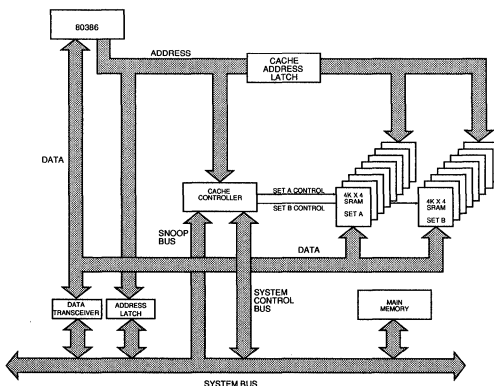 80386
ADDRESS
CACHE
ADDRESS
LATCH
DATA
CACHE
CONTROLLER
SET A CONTROL
SET B CONTROL
4K X 4
SRAM
SET A
4K X 4
SRAM
SET B
SNOOP
BUS
DATA
SYSTEM
CONTROL
BUS
DATA
TRANSCEIVER
ADDRESS
LATCH
MAIN
MEMORY
SYSTEM BUS